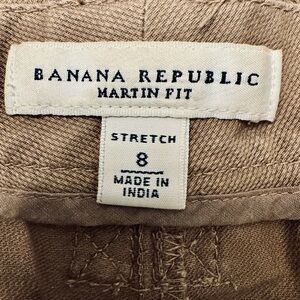 BANANA REPUBLIC
MARTIN FIT
STRETCH
8
MADE IN
INDIA